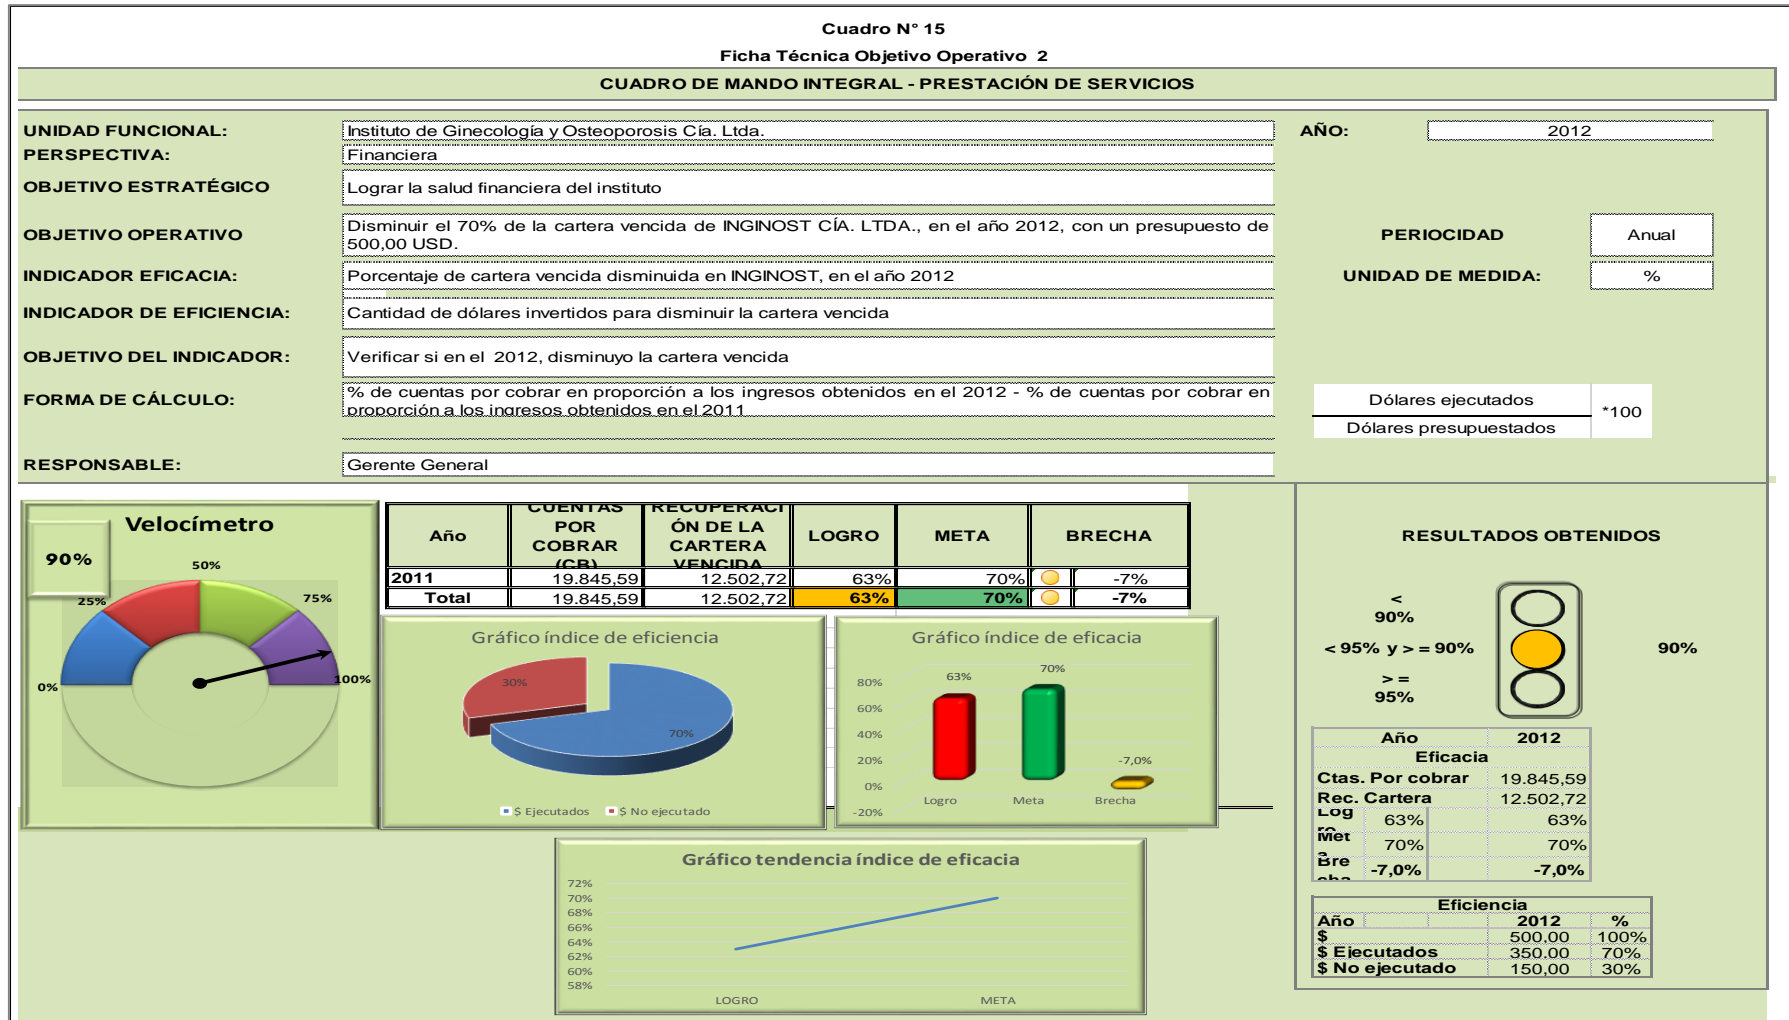 Cuadro N° 15
Ficha Técnica Objetivo Operativo 2
CUADRO DE MANDO INTEGRAL - PRESTACIÓN DE SERVICIOS
UNIDAD FUNCIONAL: Instituto de Ginecología y Osteoporosis Cía. Ltda. AÑO: 2012
PERSPECTIVA: Financiera
OBJETIVO ESTRATÉGICO Lograr la salud financiera del instituto
OBJETIVO OPERATIVO Disminuir el 70% de la cartera vencida de INGINOST CÍA. LTDA., en el año 2012, con un presupuesto de
500,00 USD.
PERIOCIDAD Anual
INDICADOR EFICACIA: Porcentaje de cartera vencida disminuida en INGINOST, en el año 2012 UNIDAD DE MEDIDA: %
INDICADOR DE EFICIENCIA: Cantidad de dólares invertidos para disminuir la cartera vencida
OBJETIVO DEL INDICADOR: Verificar si en el 2012, disminuyo la cartera vencida
FORMA DE CÁLCULO: % de cuentas por cobrar en proporción a los ingresos obtenidos en el 2012 - % de cuentas por cobrar en
proporción a los ingresos obtenidos en el 2011
Dólares ejecutados
*100
Dólares presupuestados
RESPONSABLE: Gerente General
Velocímetro
90%
0%
25%
50%
75%
100%
Año
CUENTAS
POR
COBRAR
(CB)
RECUPERACI
ÓN DE LA
CARTERA
VENCIDA
LOGRO
META
BRECHA
2011 19.845,59 12.502,72 63% 70% -7%
Total 19.845,59 12.502,72 63% 70% -7%
Gráfico índice de eficiencia
30%
70%
$ Ejecutados $ No ejecutado
Gráfico índice de eficacia
80%
60%
40%
20%
0%
-20%
63%
70%
-7,0%
Logro Meta Brecha
Gráfico tendencia índice de eficacia
72%
70%
68%
66%
64%
62%
60%
58%
LOGRO META
RESULTADOS OBTENIDOS
<
90%
< 95% y > = 90% 90%
> =
95%
Año 2012
Eficacia
Ctas. Por cobrar 19.845,59
Rec. Cartera 12.502,72
Logro 63% 63%
Meta 70% 70%
Brecha -7,0% -7,0%
Eficiencia
Año 2012 %
$ 500,00 100%
$ Ejecutados 350,00 70%
$ No ejecutado 150,00 30%